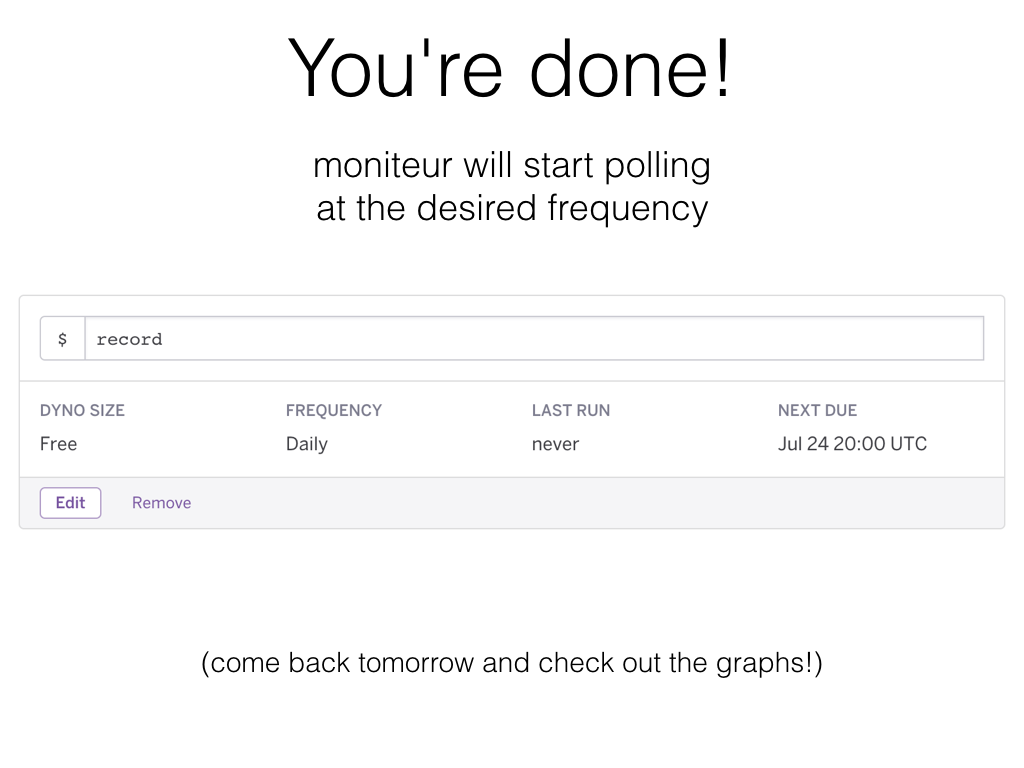 You're done!
moniteur will start polling
at the desired frequency
$ record
DYNO SIZE FREQUENCY LAST RUN NEXT DUE
Free Daily never Jul 24 20:00 UTC
Edit Remove
(come back tomorrow and check out the graphs!)